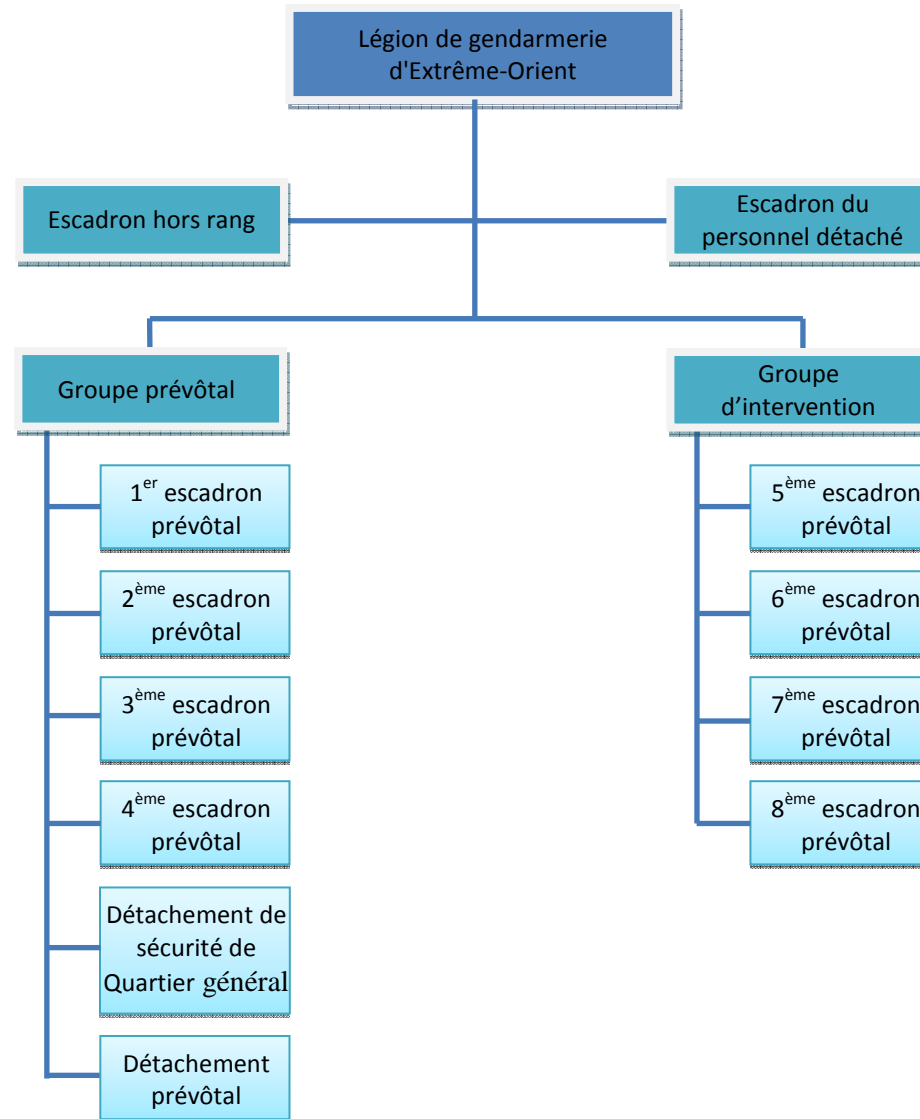 Légion de gendarmerie
d'Extrême-Orient
Escadron hors rang
Escadron du
personnel détaché
Groupe prévôtal
Groupe
d’intervention
1er escadron
prévôtal
2ème escadron
prévôtal
3ème escadron
prévôtal
4ème escadron
prévôtal
Détachement de
sécurité de
Quartier général
Détachement
prévôtal
5ème escadron
prévôtal
6ème escadron
prévôtal
7ème escadron
prévôtal
8ème escadron
prévôtal